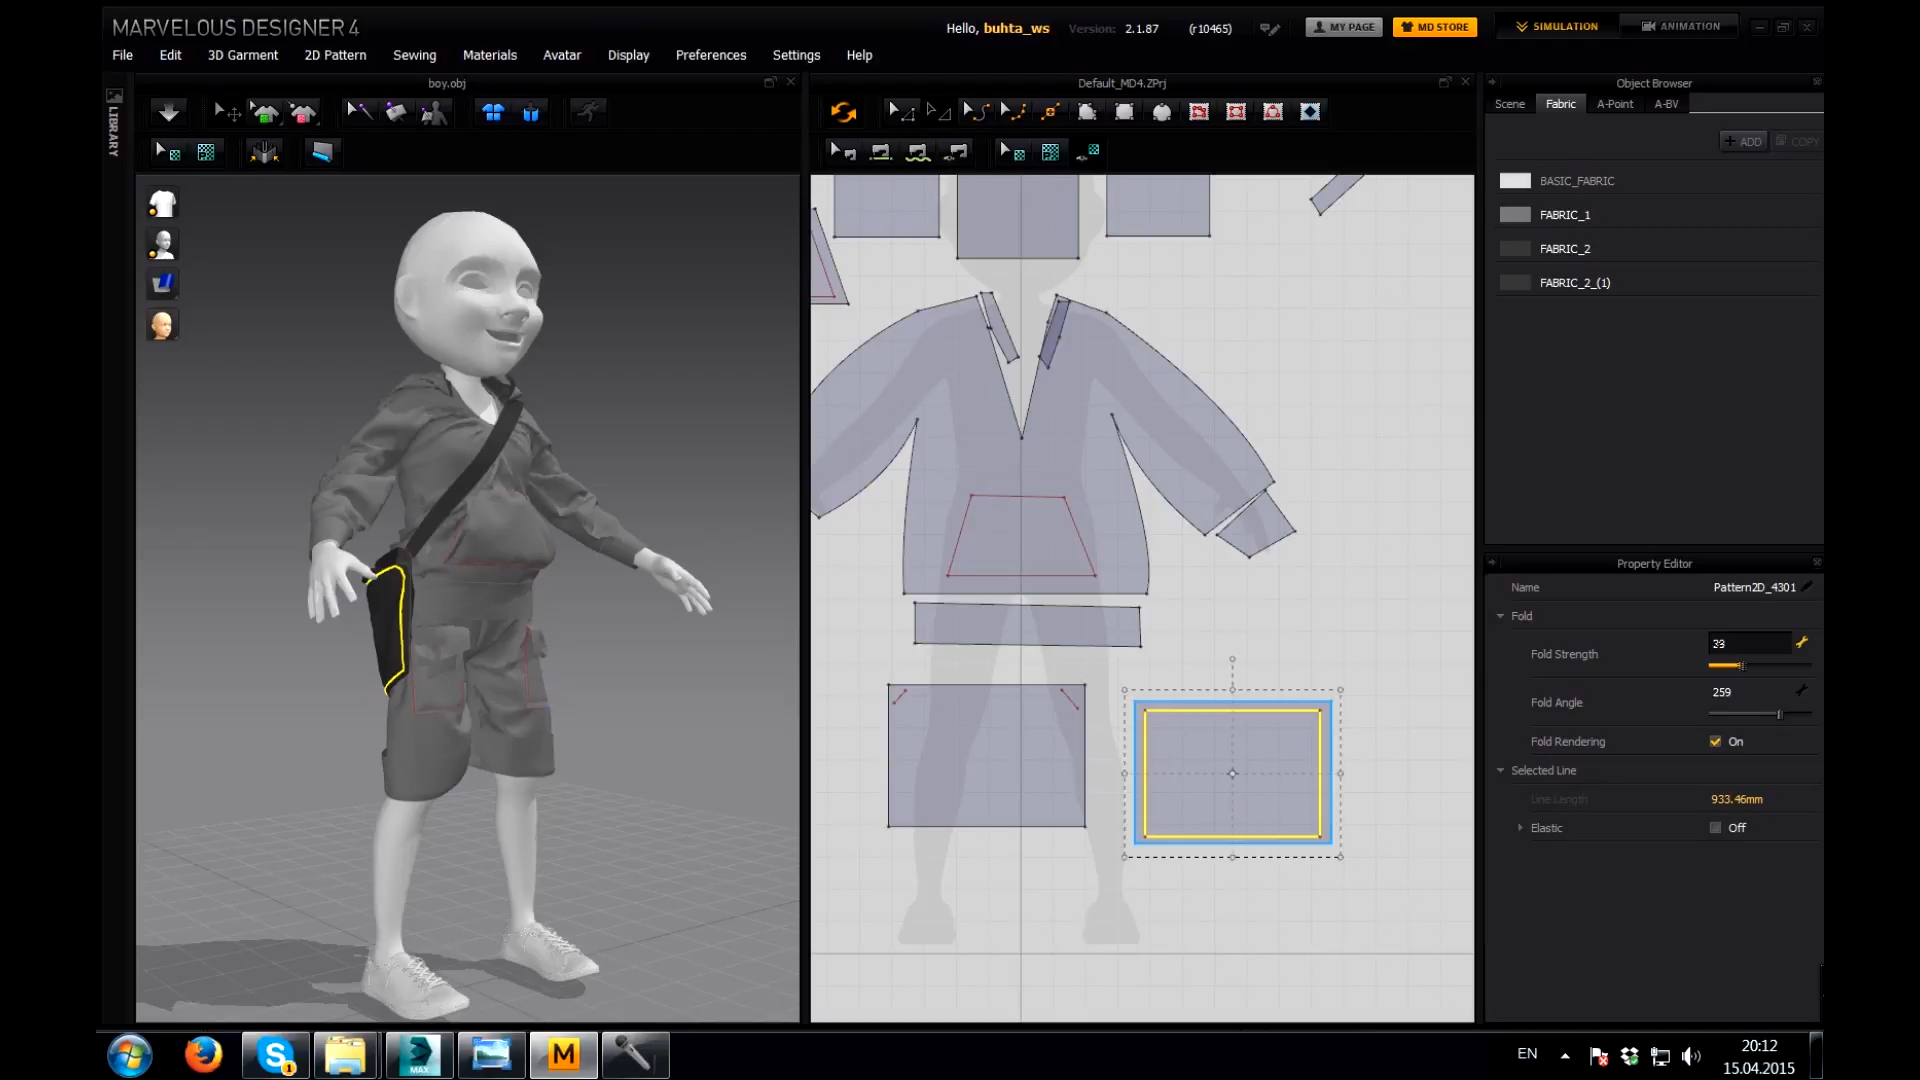 MARVELOUS DESIGNER 4
Hello, buhta_ws
Version: 2.1.87 (r10465)
MY PAGE
MD STORE
SIMULATION
ANIMATION
File Edit 3D Garment 2D Pattern Sewing Materials Avatar Display Preferences Settings Help
boy.obj
Default_MD4.ZPrj
Object Browser
LIBRARY
Scene Fabric A-Point A-BV
+ ADD
COPY
BASIC_FABRIC
FABRIC_1
FABRIC_2
FABRIC_2_(1)
Property Editor
Name Pattern2D_4301
Fold
Fold Strength 33
Fold Angle 259
Fold Rendering On
Selected Line
Line Length 933.46mm
Elastic Off
S 1
MAX
M
EN
20:12
15.04.2015